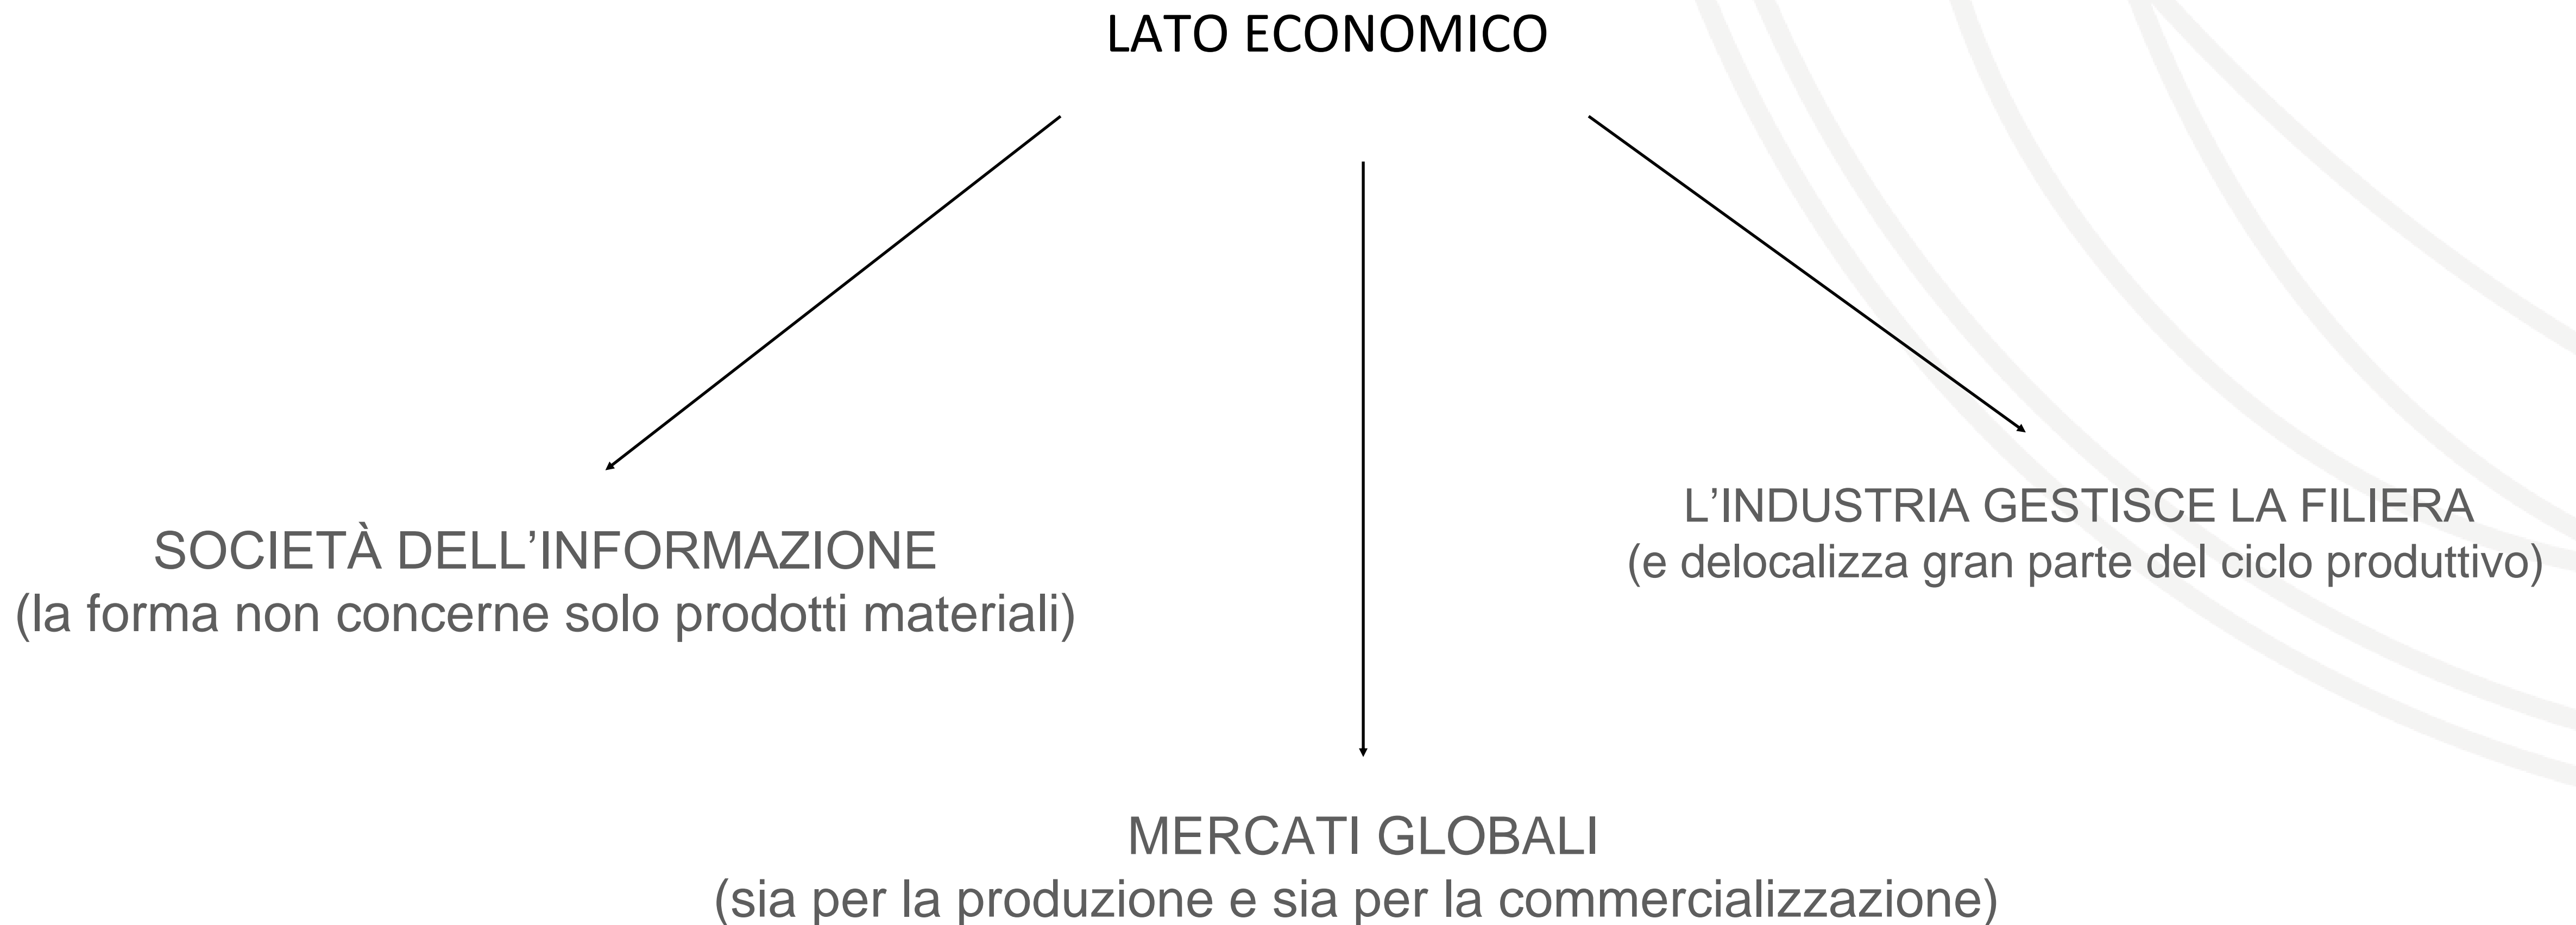 LATO ECONOMICO
SOCIETÀ DELL’INFORMAZIONE
(la forma non concerne solo prodotti materiali)
L’INDUSTRIA GESTISCE LA FILIERA
(e delocalizza gran parte del ciclo produttivo)
MERCATI GLOBALI
(sia per la produzione e sia per la commercializzazione)